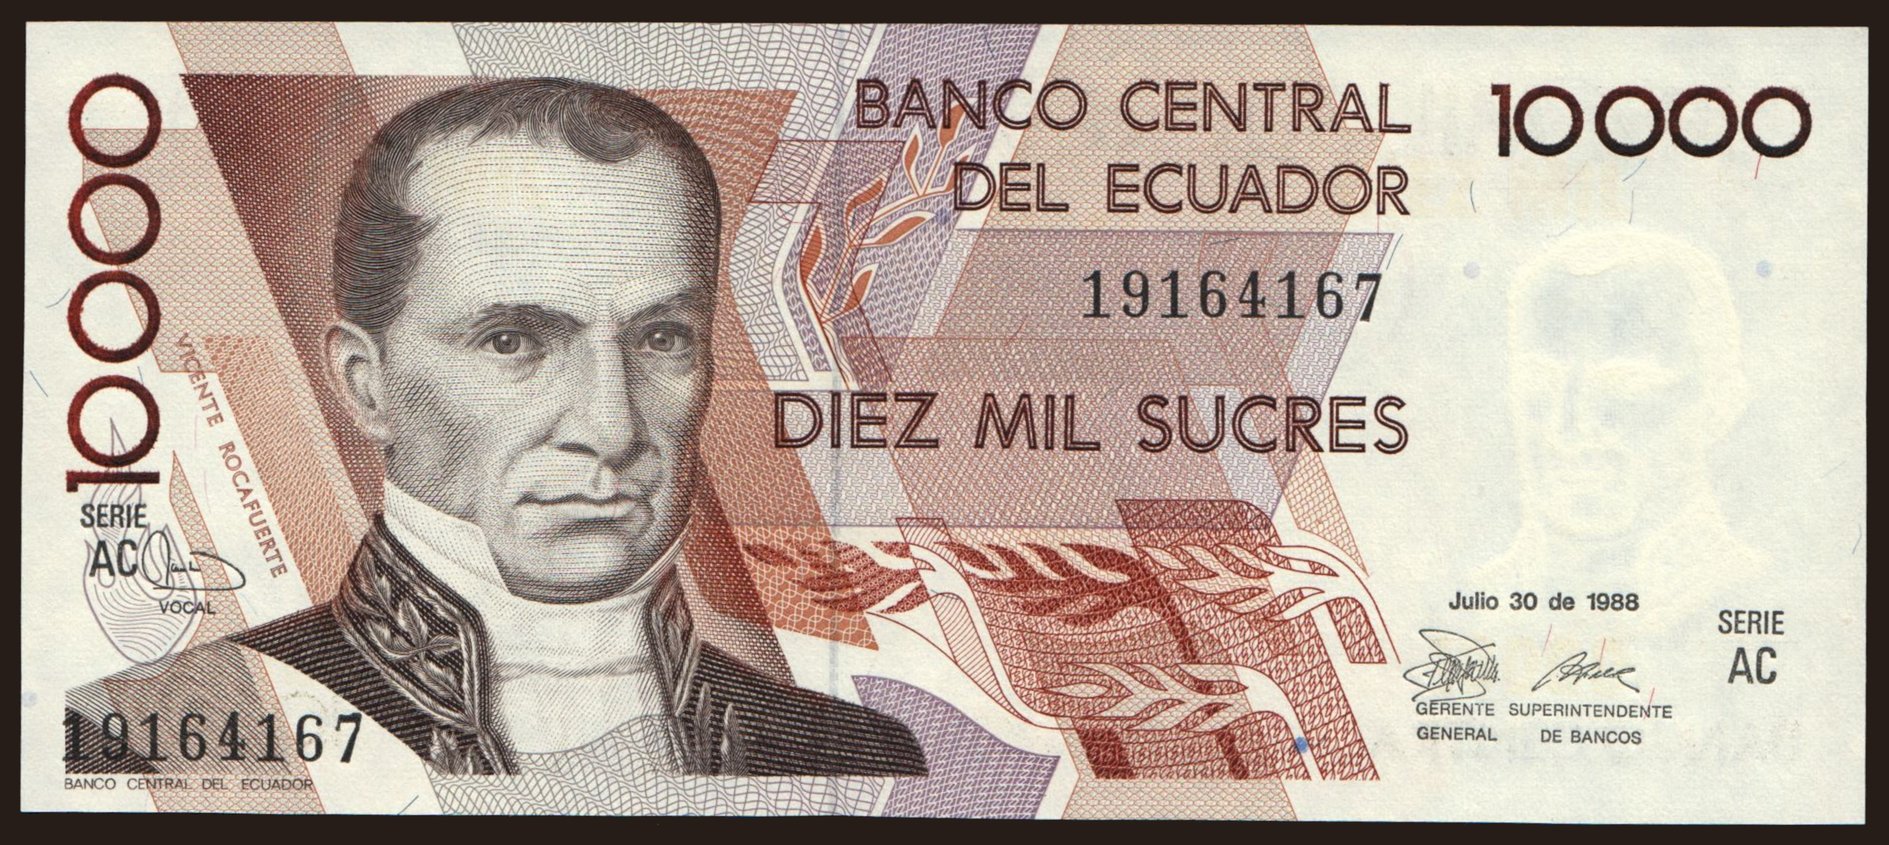 10000
BANCO CENTRAL
DEL ECUADOR
10000
19164167
VICENTE ROCAFUERTE
DIEZ MIL SUCRES
SERIE
AC
VOCAL
Julio 30 de 1988
SERIE
AC
GERENTE
GENERAL
SUPERINTENDENTE
DE BANCOS
19164167
BANCO CENTRAL DEL ECUADOR